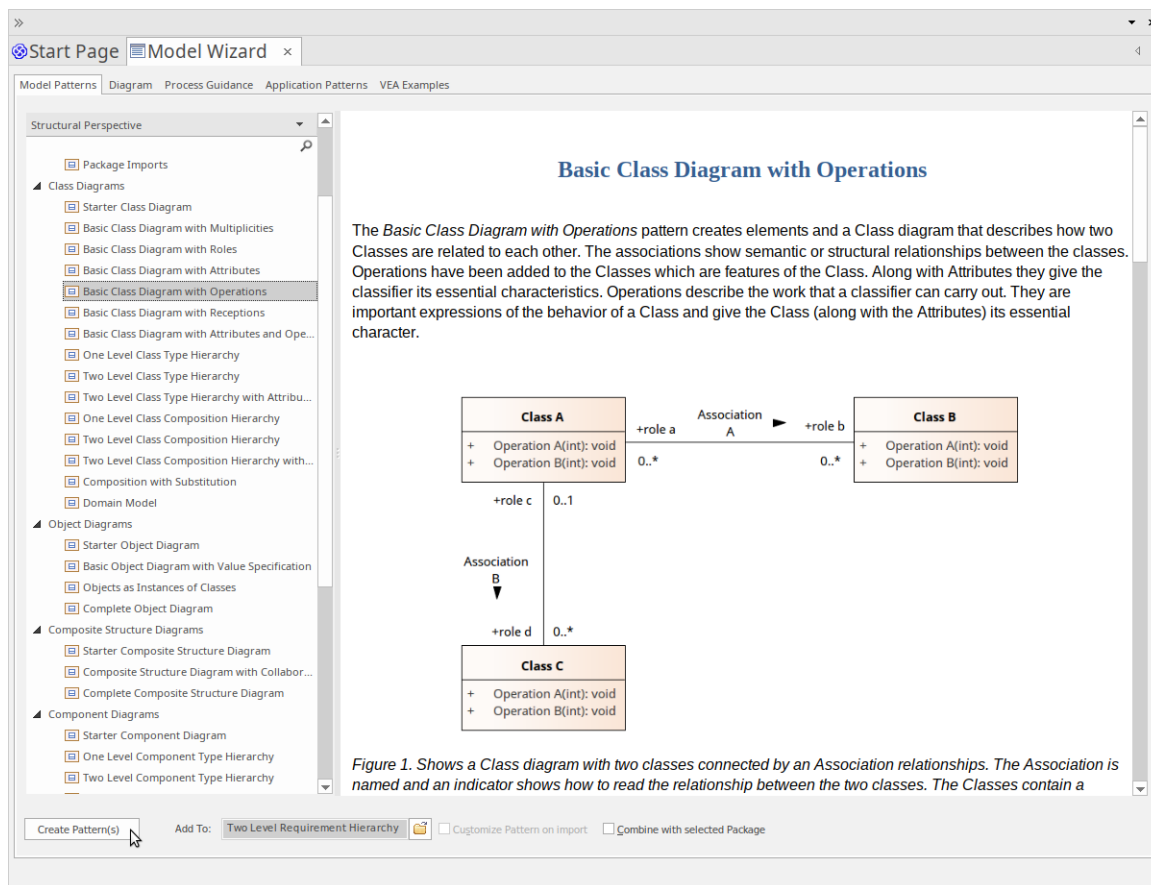 Start Page
Model Wizard
Model Patterns
Diagram
Process Guidance
Application Patterns
VEA Examples
Structural Perspective
Package Imports
Class Diagrams
Starter Class Diagram
Basic Class Diagram with Multiplicities
Basic Class Diagram with Roles
Basic Class Diagram with Attributes
Basic Class Diagram with Operations
Basic Class Diagram with Receptions
Basic Class Diagram with Attributes and Ope...
One Level Class Type Hierarchy
Two Level Class Type Hierarchy
Two Level Class Type Hierarchy with Attribu...
One Level Class Composition Hierarchy
Two Level Class Composition Hierarchy
Two Level Class Composition Hierarchy with...
Composition with Substitution
Domain Model
Object Diagrams
Starter Object Diagram
Basic Object Diagram with Value Specification
Objects as Instances of Classes
Complete Object Diagram
Composite Structure Diagrams
Starter Composite Structure Diagram
Composite Structure Diagram with Collabor...
Complete Composite Structure Diagram
Component Diagrams
Starter Component Diagram
One Level Component Type Hierarchy
Two Level Component Type Hierarchy
Basic Class Diagram with Operations
The Basic Class Diagram with Operations pattern creates elements and a Class diagram that describes how two
Classes are related to each other. The associations show semantic or structural relationships between the classes.
Operations have been added to the Classes which are features of the Class. Along with Attributes they give the
classifier its essential characteristics. Operations describe the work that a classifier can carry out. They are
important expressions of the behavior of a Class and give the Class (along with the Attributes) its essential
character.
Class A
+ Operation A(int): void
+ Operation B(int): void
+role a
0..*
Association
A
+role b
0..*
Class B
+ Operation A(int): void
+ Operation B(int): void
+role c
0..1
Association
B
+role d
0..*
Class C
+ Operation A(int): void
+ Operation B(int): void
Figure 1. Shows a Class diagram with two classes connected by an Association relationships. The Association is
named and an indicator shows how to read the relationship between the two classes. The Classes contain a
Create Pattern(s)
Add To:
Two Level Requirement Hierarchy
Customize Pattern on import
Combine with selected Package